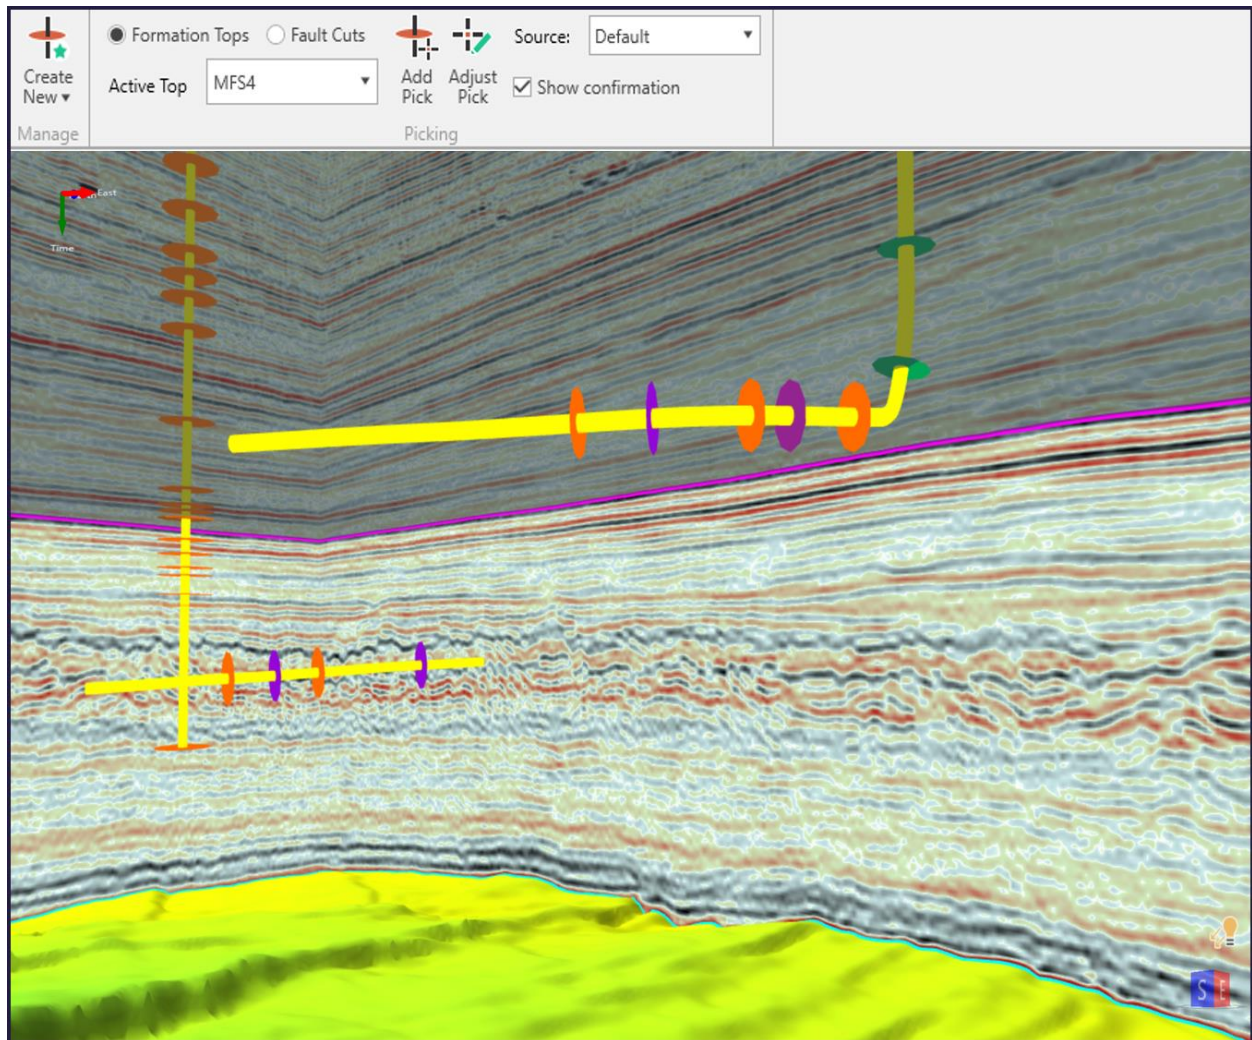 Formation Tops
Fault Cuts
Source:
Default
Create
New
Active Top
MFS4
Add
Pick
Adjust
Pick
Show confirmation
Manage
Picking
East
Time
S E